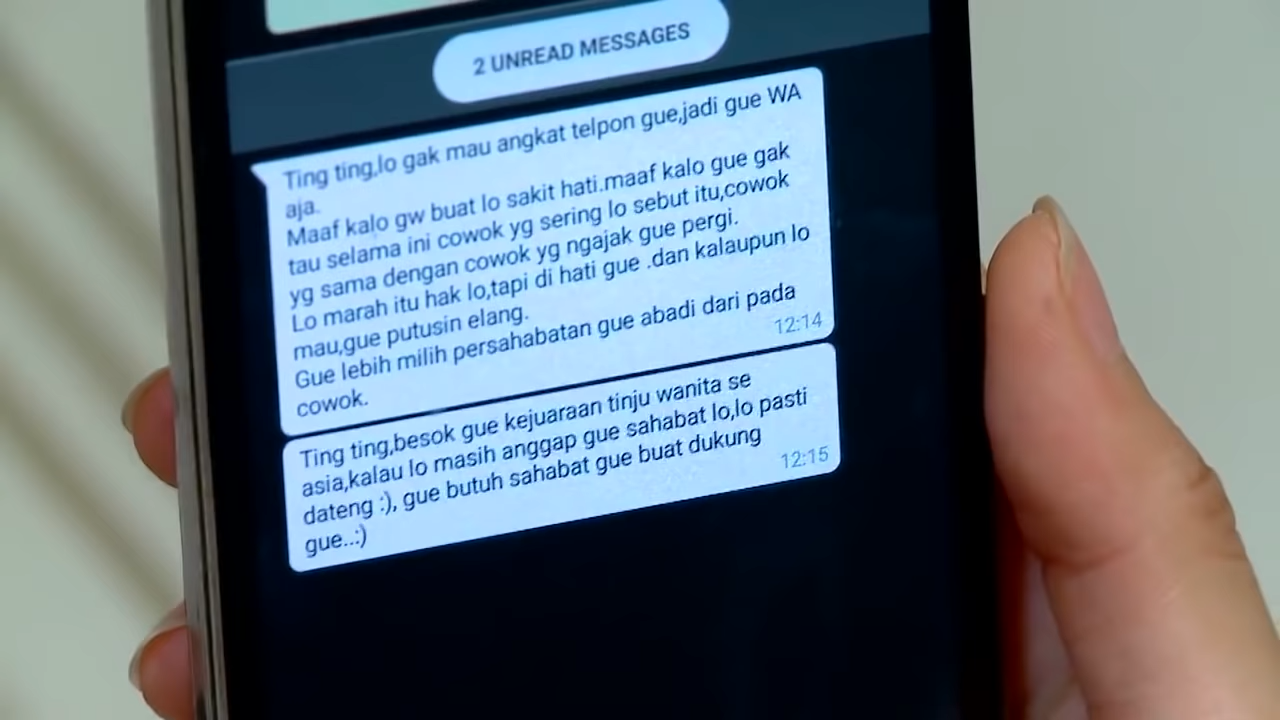 2 UNREAD MESSAGES
Ting ting,lo gak mau angkat telpon gue,jadi gue WA
aja.
Maaf kalo gw buat lo sakit hati.maaf kalo gue gak
tau selama ini cowok yg sering lo sebut itu,cowok
yg sama dengan cowok yg ngajak gue pergi.
Lo marah itu hak lo,tapi di hati gue .dan kalaupun lo
mau,gue putusin elang.
Gue lebih milih persahabatan gue abadi dari pada
cowok.
12:14
Ting ting,besok gue kejuaraan tinju wanita se
asia,kalau lo masih anggap gue sahabat lo,lo pasti
dateng :), gue butuh sahabat gue buat dukung
gue..:)
12:15